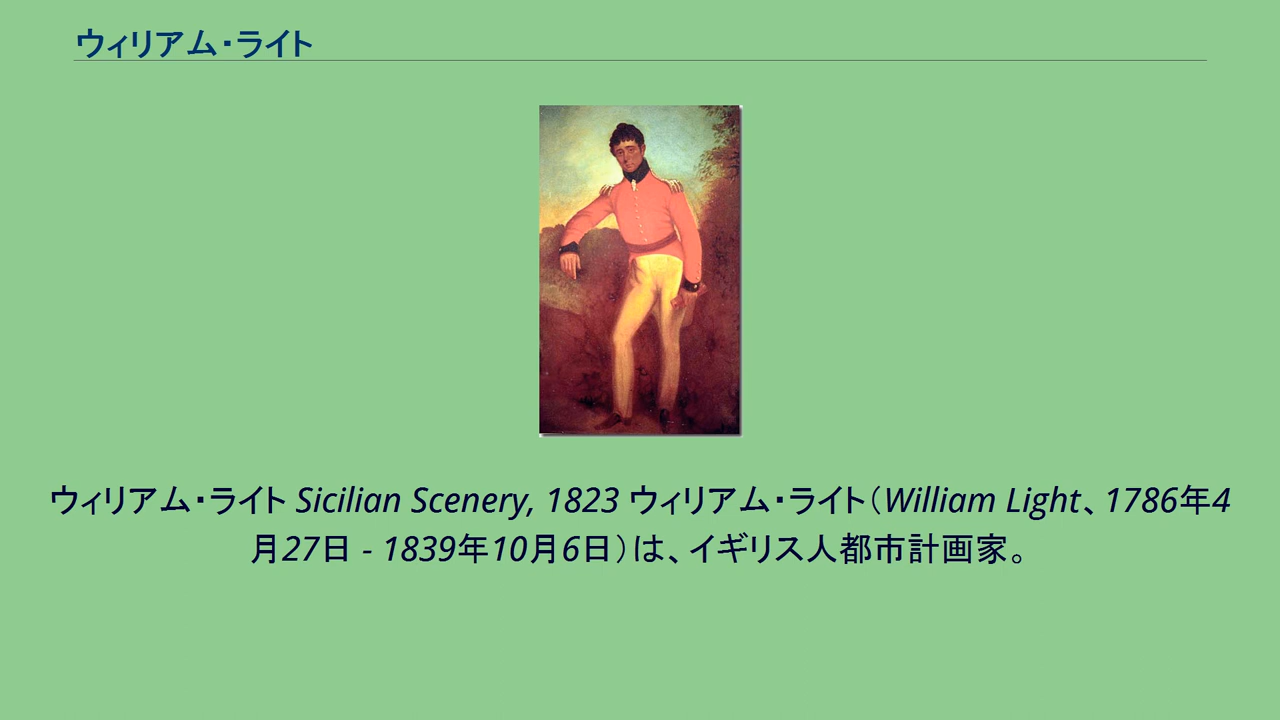 ウィリアム・ライト
ウィリアム・ライト Sicilian Scenery, 1823 ウィリアム・ライト（William Light、1786年4
月27日 - 1839年10月6日）は、イギリス人都市計画家。